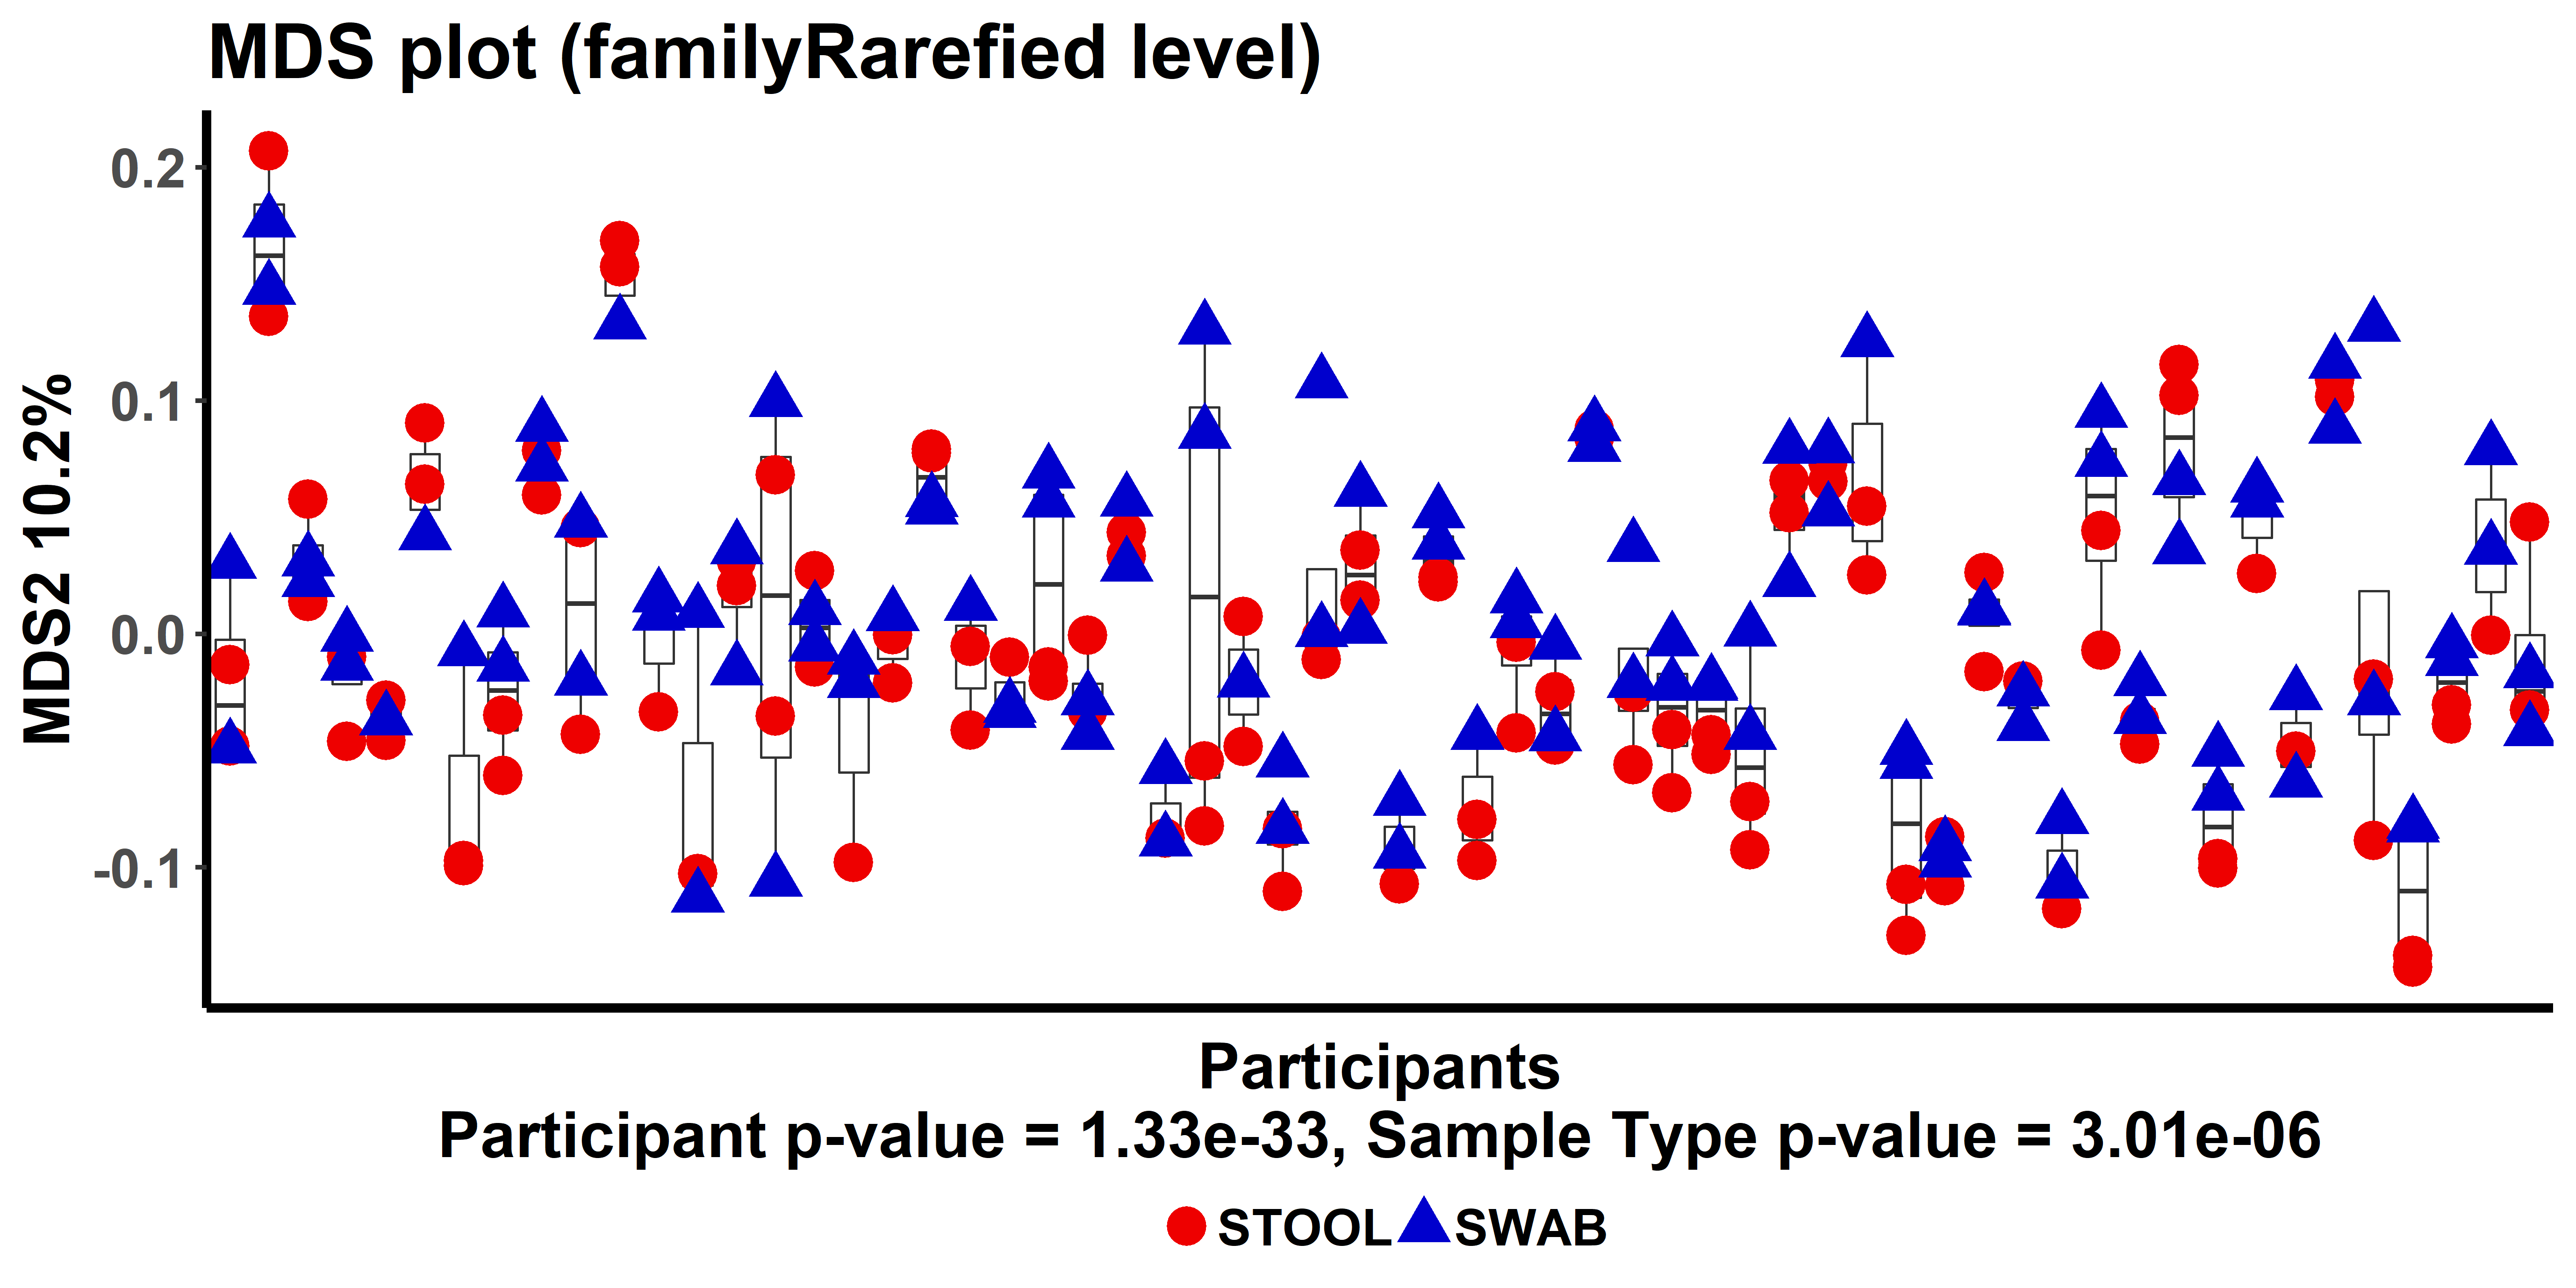 MDS plot (familyRarefied level)
MDS2 10.2%
0.2
0.1
0.0
-0.1
Participants
Participant p-value = 1.33e-33, Sample Type p-value = 3.01e-06
STOOL SWAB